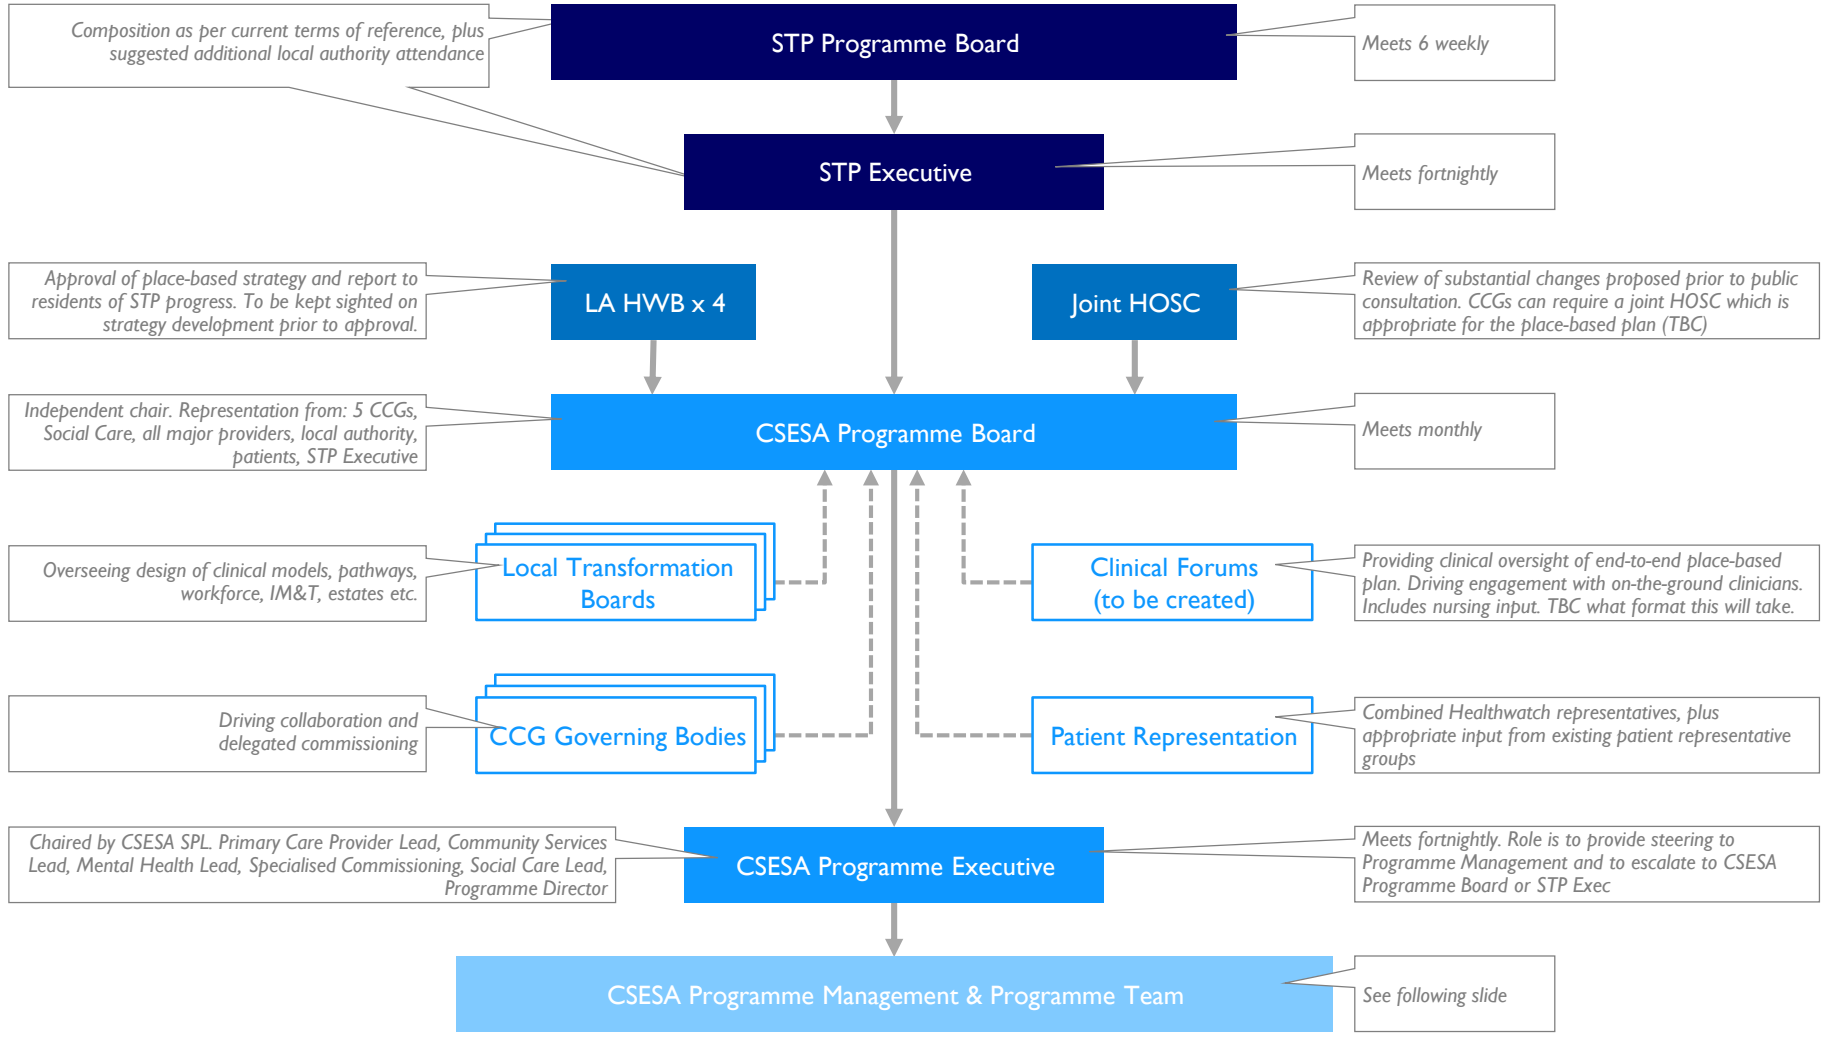 Composition as per current terms of reference, plus
suggested additional local authority attendance
STP Programme Board
Meets 6 weekly
STP Executive
Meets fortnightly
Approval of place-based strategy and report to
residents of STP progress. To be kept sighted on
strategy development prior to approval.
LA HWB x 4
Joint HOSC
Review of substantial changes proposed prior to public
consultation. CCGs can require a joint HOSC which is
appropriate for the place-based plan (TBC)
Independent chair. Representation from: 5 CCGs,
Social Care, all major providers, local authority,
patients, STP Executive
CSESA Programme Board
Meets monthly
Overseeing design of clinical models, pathways,
workforce, IM&T, estates etc.
Local Transformation
Boards
Clinical Forums
(to be created)
Providing clinical oversight of end-to-end place-based
plan. Driving engagement with on-the-ground clinicians.
Includes nursing input. TBC what format this will take.
Driving collaboration and
delegated commissioning
CCG Governing Bodies
Patient Representation
Combined Healthwatch representatives, plus
appropriate input from existing patient representative
groups
Chaired by CSESA SPL. Primary Care Provider Lead, Community Services
Lead, Mental Health Lead, Specialised Commissioning, Social Care Lead,
Programme Director
CSESA Programme Executive
Meets fortnightly. Role is to provide steering to
Programme Management and to escalate to CSESA
Programme Board or STP Exec
CSESA Programme Management & Programme Team
See following slide